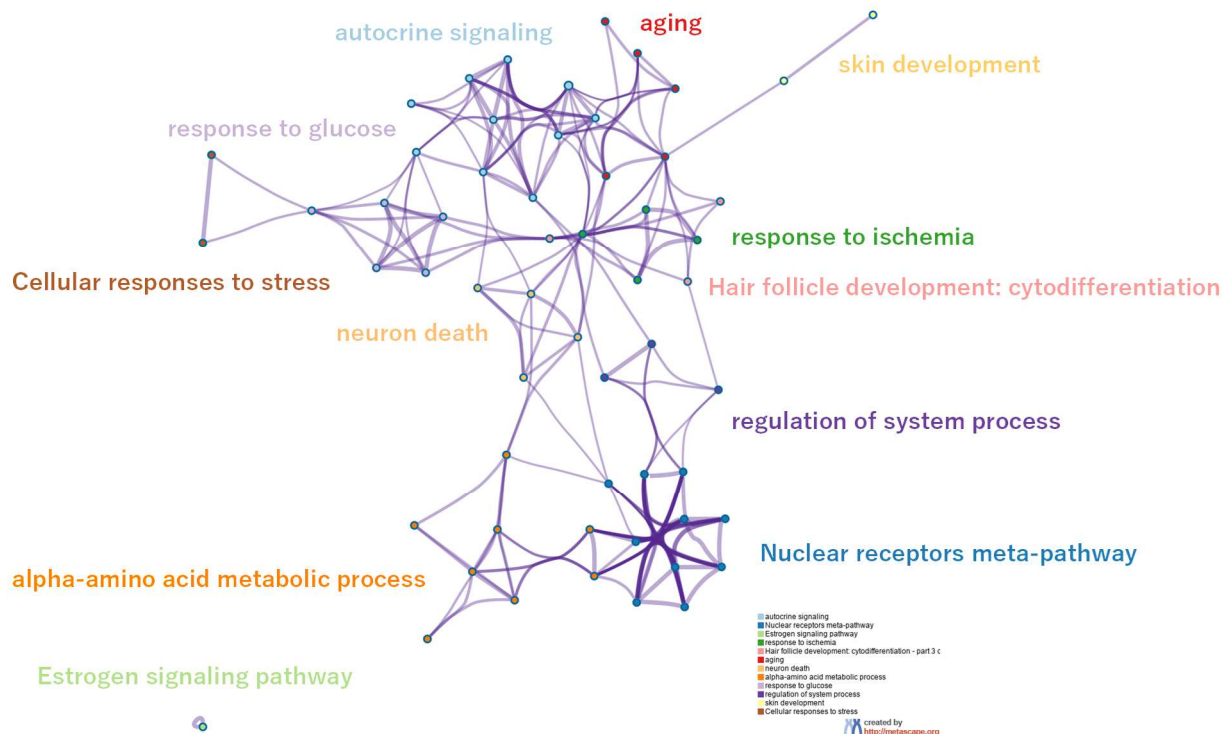 autocrine signaling
aging
skin development
response to glucose
response to ischemia
Cellular responses to stress
Hair follicle development: cytodifferentiation
neuron death
regulation of system process
Nuclear receptors meta-pathway
alpha-amino acid metabolic process
Estrogen signaling pathway
autocrine signaling
Nuclear receptors meta-pathway
Estrogen signaling pathway
response to ischemia
Hair follicle development: cytodifferentiation - part 3 c
aging
neuron death
alpha-amino acid metabolic process
response to glucose
regulation of system process
skin development
Cellular responses to stress
created by
http://metascape.org